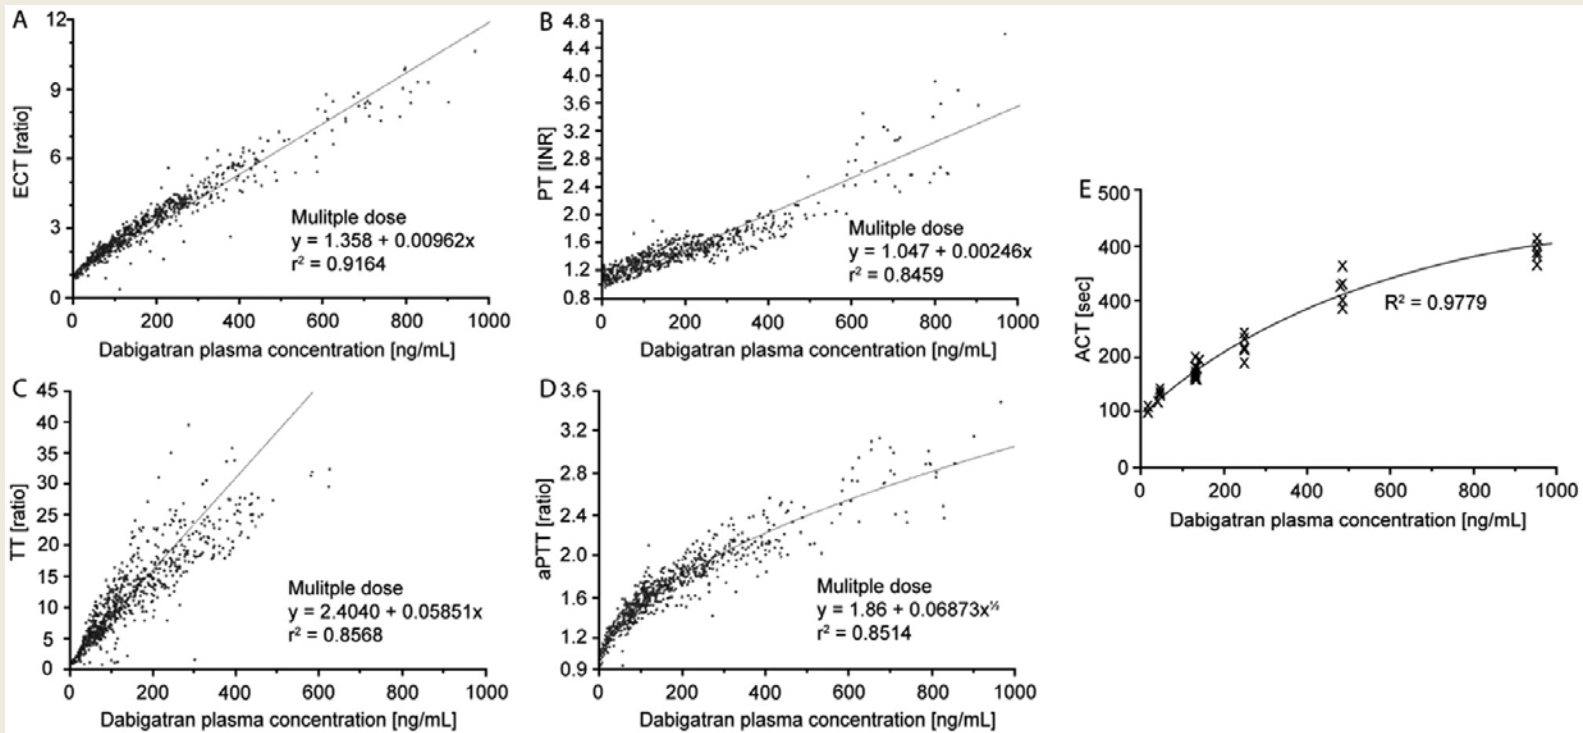 A
12
9
6
3
0
ECT [ratio]
Mulitple dose
y = 1.358 + 0.00962x
r² = 0.9164
0 200 400 600 800 1000
Dabigatran plasma concentration [ng/mL]
B
4.8
4.4
4.0
3.6
3.2
2.8
2.4
2.0
1.6
1.2
0.8
PT [INR]
Mulitple dose
y = 1.047 + 0.00246x
r² = 0.8459
0 200 400 600 800 1000
Dabigatran plasma concentration [ng/mL]
C
45
40
35
30
25
20
15
10
5
0
TT [ratio]
Mulitple dose
y = 2.4040 + 0.05851x
r² = 0.8568
0 200 400 600 800 1000
Dabigatran plasma concentration [ng/mL]
D
3.6
3.2
2.8
2.4
2.0
1.6
1.2
0.9
aPTT [ratio]
Mulitple dose
y = 1.86 + 0.06873x½
r² = 0.8514
0 200 400 600 800 1000
Dabigatran plasma concentration [ng/mL]
E
500
400
400
200
100
0
ACT [sec]
R² = 0.9779
0 200 400 600 800 1000
Dabigatran plasma concentration [ng/mL]